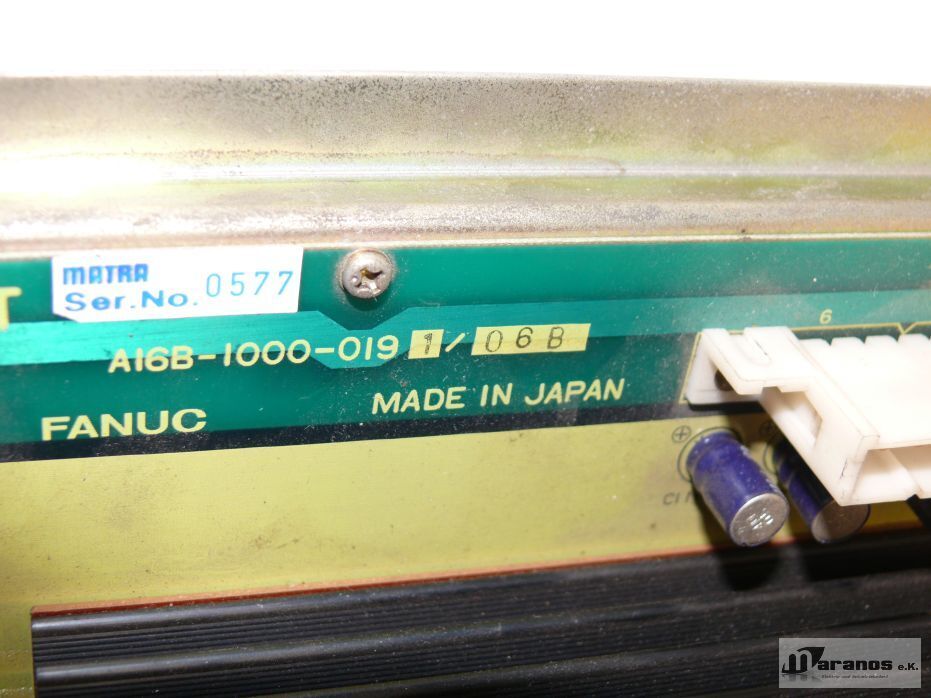 MATRA
Ser.No. 0577
T
A16B-1000-0191/06B
6
MADE IN JAPAN
FANUC
maranos e.K.